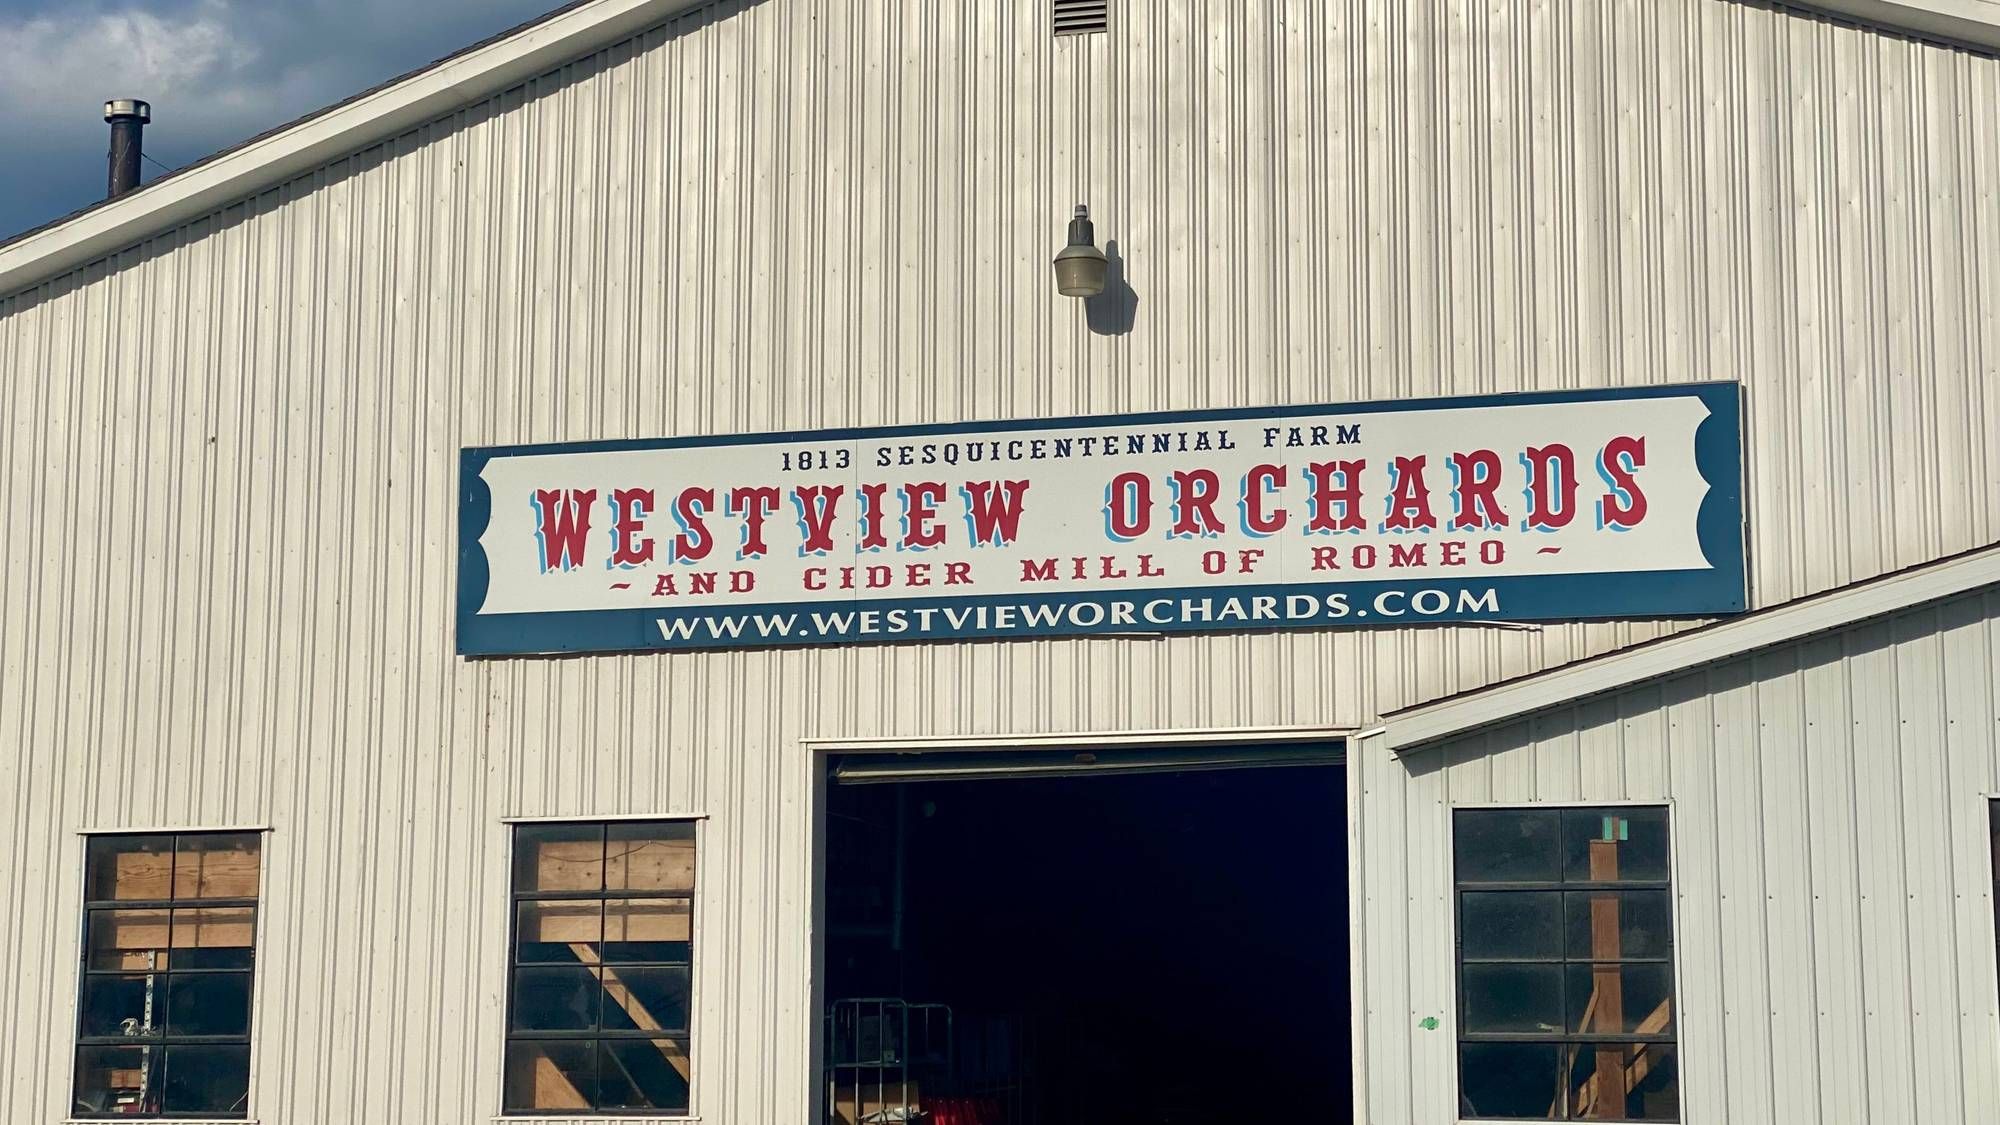 1813 SESQUICENTENNIAL FARM
WESTVIEW ORCHARDS
~ AND CIDER MILL OF ROMEO ~
WWW.WESTVIEWORCHARDS.COM